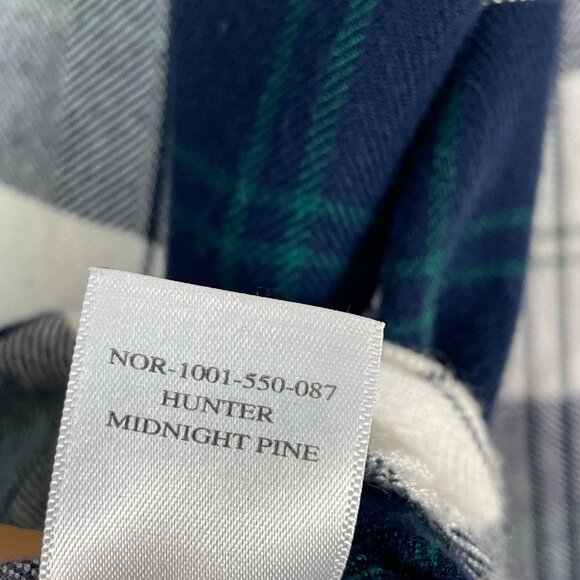 NOR-1001-550-087
HUNTER
MIDNIGHT PINE